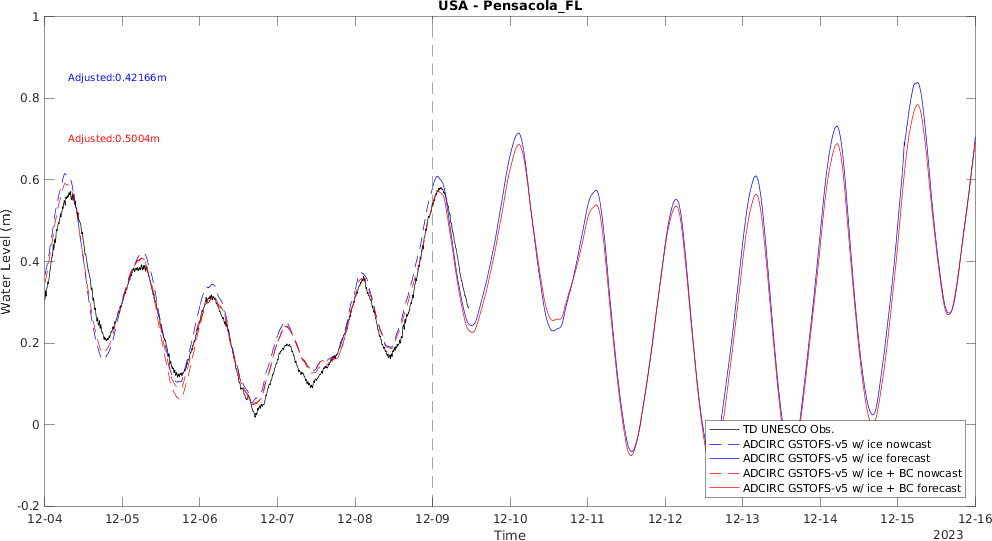 USA - Pensacola_FL
1
0.8
0.6
0.4
0.2
0
-0.2
Water Level (m)
Adjusted:0.42166m
Adjusted:0.5004m
TD UNESCO Obs.
ADCIRC GSTOFS-v5 w/ ice nowcast
ADCIRC GSTOFS-v5 w/ ice forecast
ADCIRC GSTOFS-v5 w/ ice + BC nowcast
ADCIRC GSTOFS-v5 w/ ice + BC forecast
12-04 12-05 12-06 12-07 12-08 12-09 12-10 12-11 12-12 12-13 12-14 12-15 12-16
Time
2023